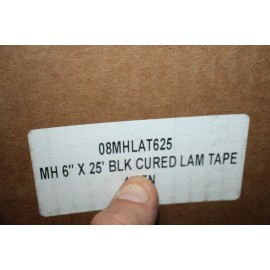 08MHLAT625
MH 6" X 25' BLK CURED LAM TAPE